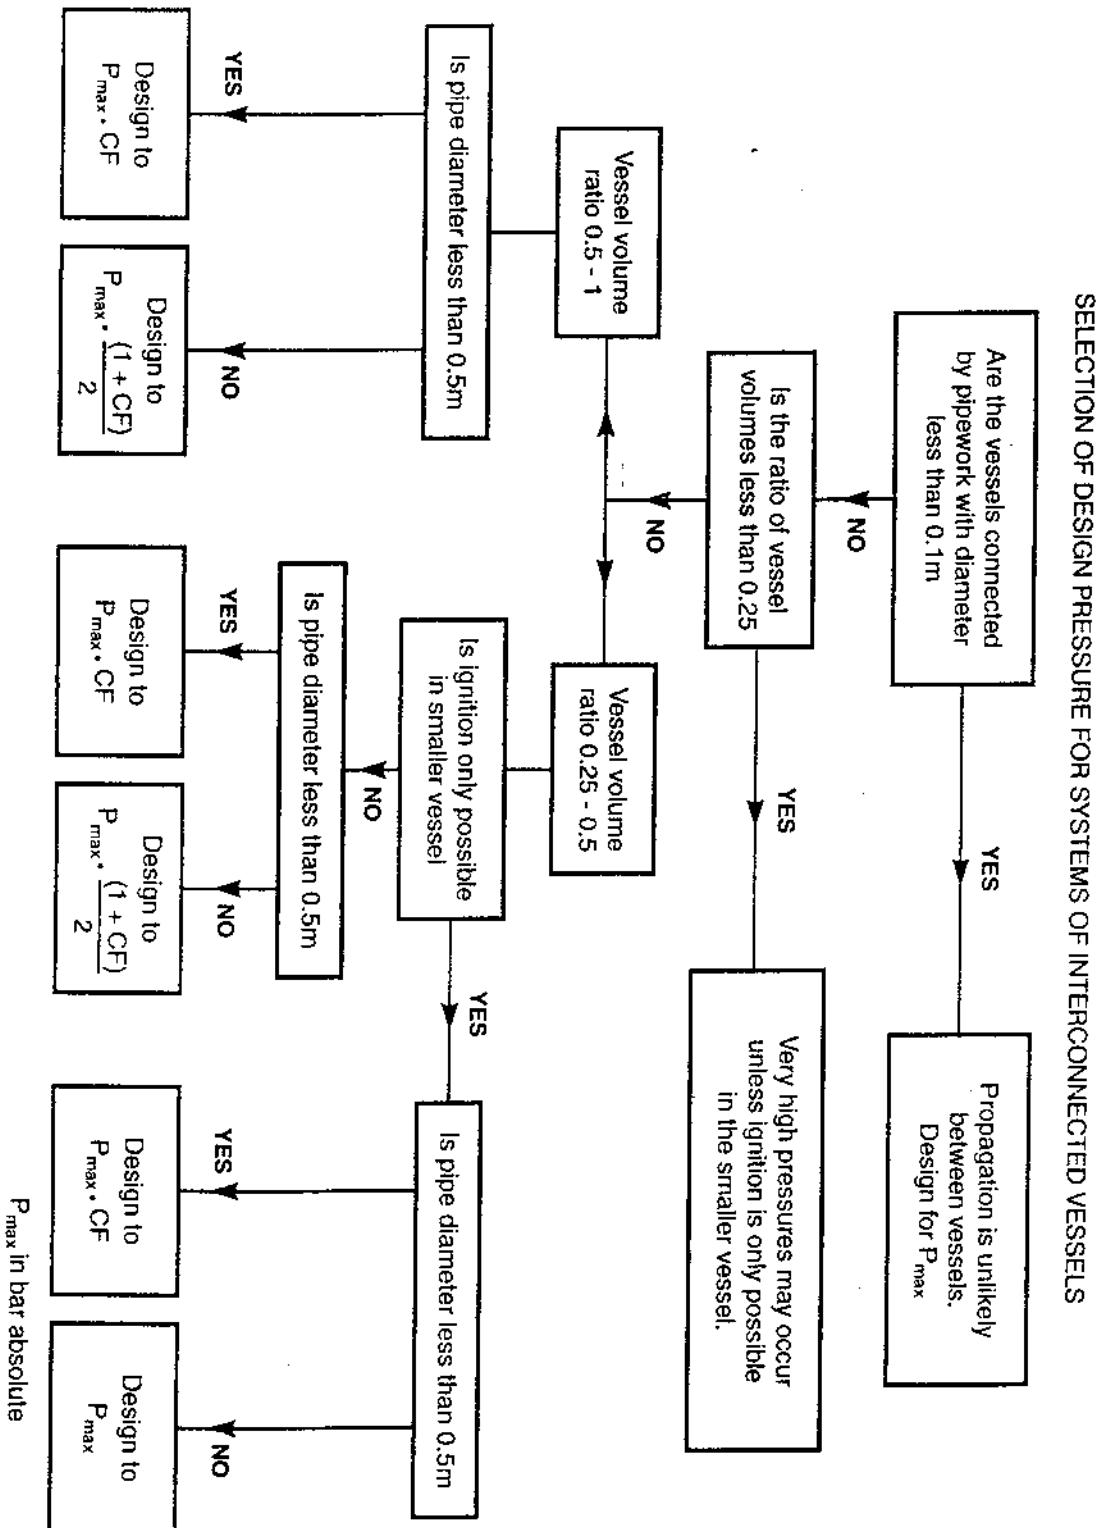 SELECTION OF DESIGN PRESSURE FOR SYSTEMS OF INTERCONNECTED VESSELS
Are the vessels connected
by pipework with diameter
less than 0.1m
YES
Propagation is unlikely
between vessels.
Design for Pmax
NO
Is the ratio of vessel
volumes less than 0.25
YES
Very high pressures may occur
unless ignition is only possible
in the smaller vessel.
NO
Vessel volume
ratio 0.5 - 1
Vessel volume
ratio 0.25 - 0.5
Is pipe diameter less than 0.5m
Is ignition only possible
in smaller vessel
YES
NO
Is pipe diameter less than 0.5m
Is pipe diameter less than 0.5m
YES
NO
YES
NO
YES
NO
Design to
Pmax • CF
Design to
Pmax • (1 + CF)
2
Design to
Pmax • CF
Design to
Pmax • (1 + CF)
2
Design to
Pmax • CF
Design to
Pmax
Pmax in bar absolute